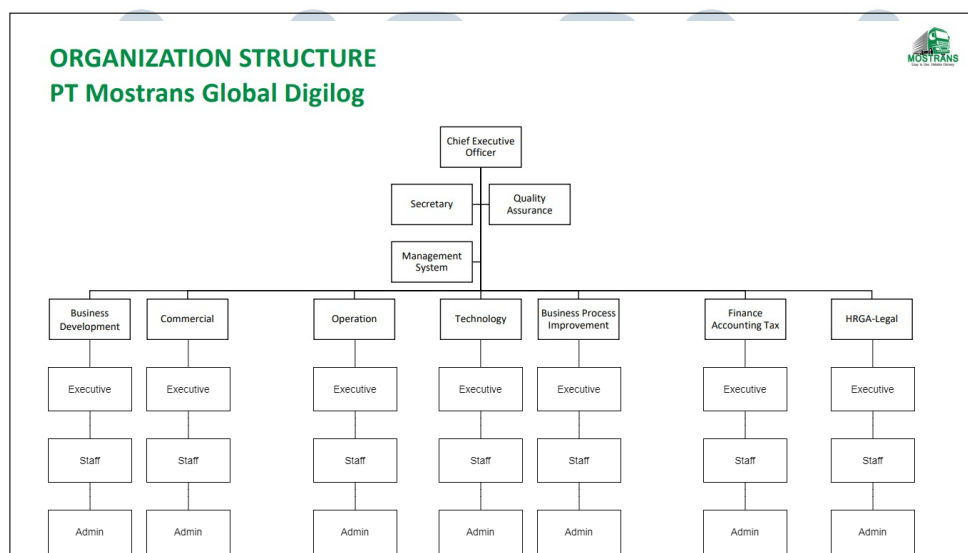 ORGANIZATION STRUCTURE
PT Mostrans Global Digilog
MOSTRANS
Chief Executive
Officer
Secretary
Quality
Assurance
Management
System
Business
Development
Commercial
Operation
Technology
Business Process
Improvement
Finance
Accounting Tax
HRGA-Legal
Executive
Executive
Executive
Executive
Executive
Executive
Executive
Staff
Staff
Staff
Staff
Staff
Staff
Staff
Admin
Admin
Admin
Admin
Admin
Admin
Admin